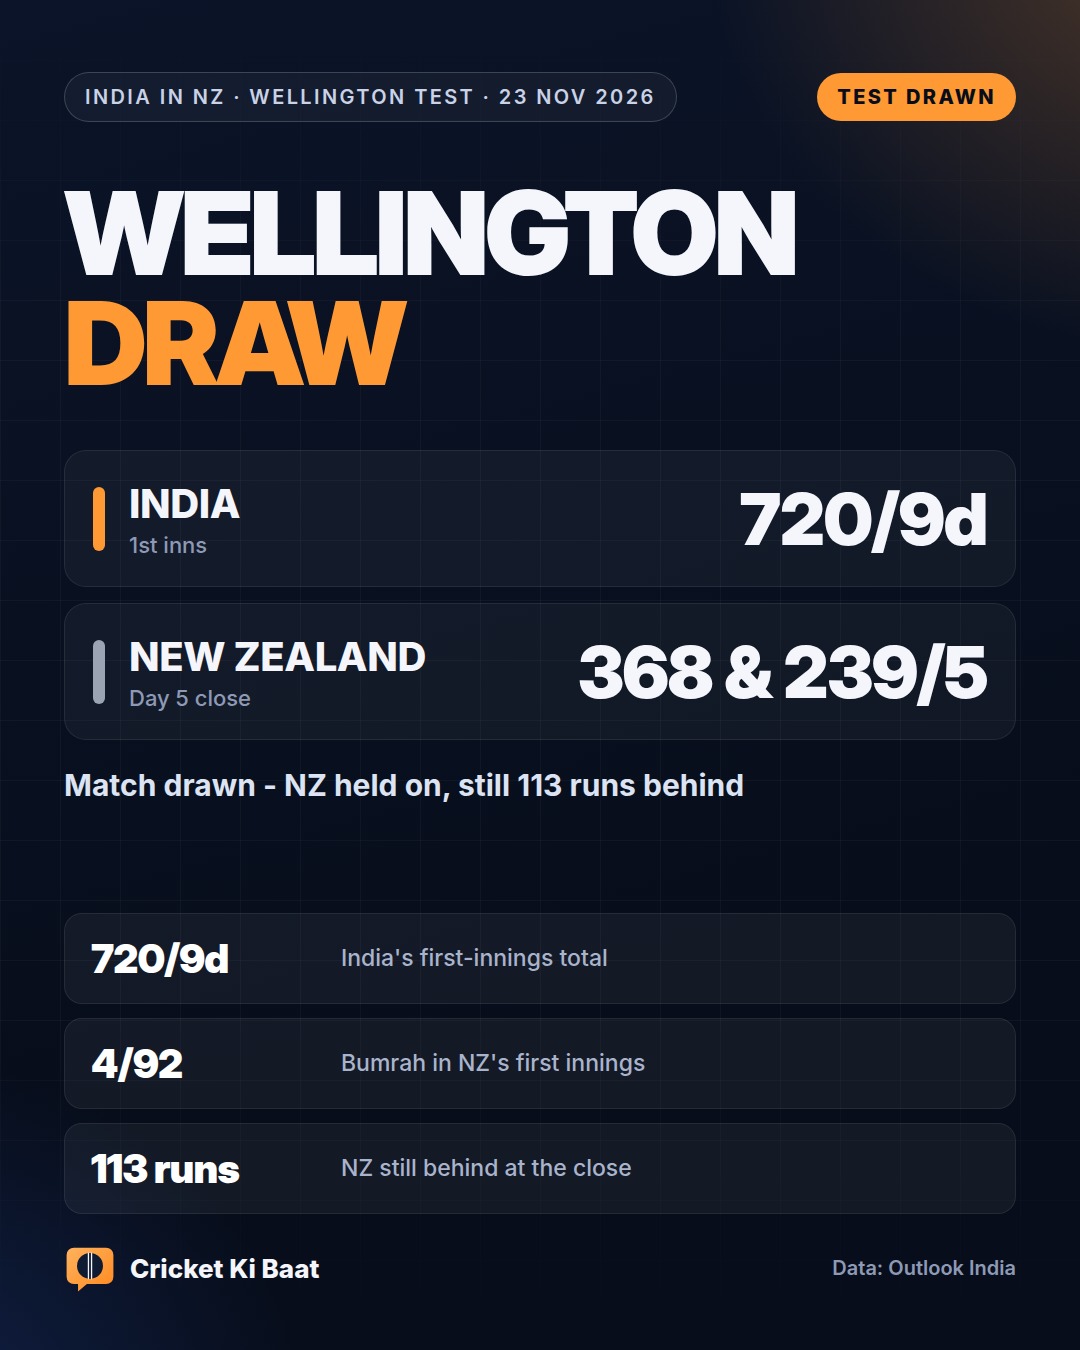 INDIA IN NZ · WELLINGTON TEST · 23 NOV 2026
TEST DRAWN
WELLINGTON
DRAW
INDIA
1st inns
720/9d
NEW ZEALAND
Day 5 close
368 & 239/5
Match drawn - NZ held on, still 113 runs behind
720/9d
India's first-innings total
4/92
Bumrah in NZ's first innings
113 runs
NZ still behind at the close
Cricket Ki Baat
Data: Outlook India